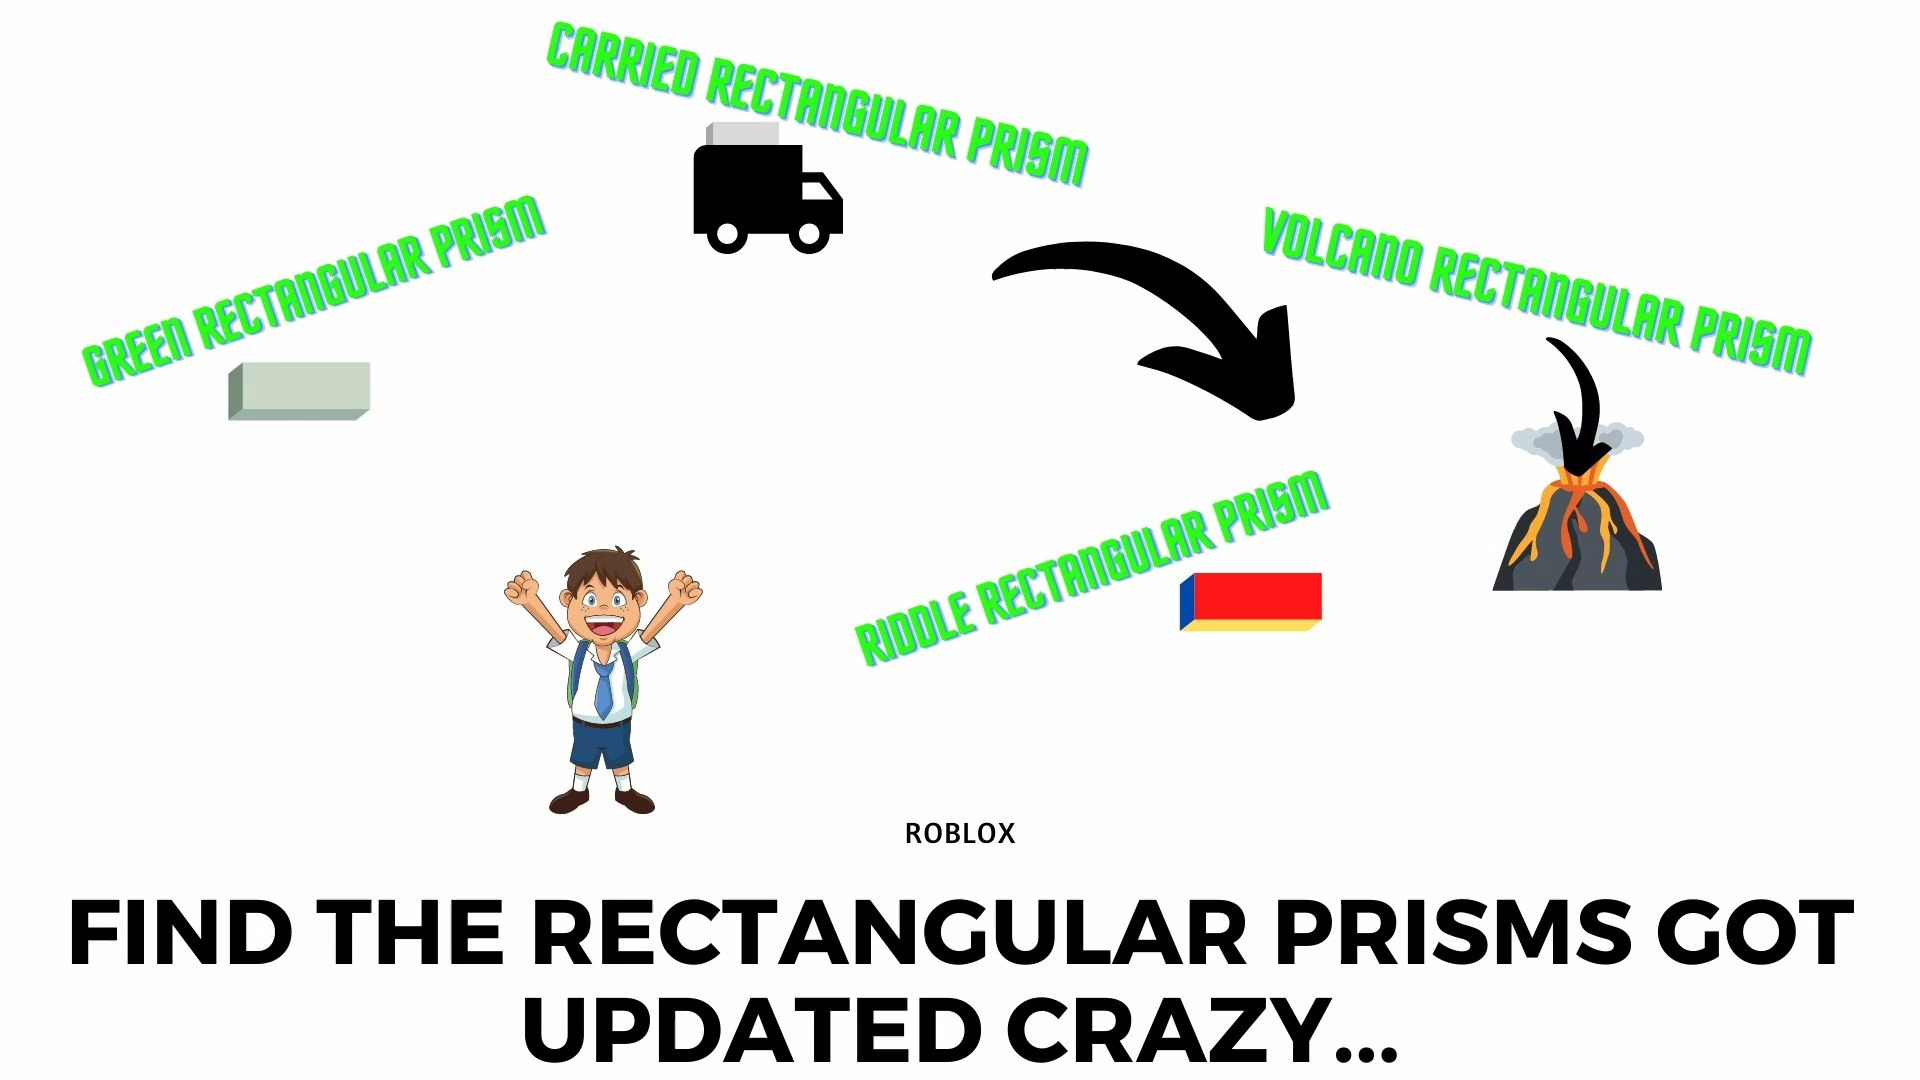 CARRIED RECTANGULAR PRISM
GREEN RECTANGULAR PRISM
VOLCANO RECTANGULAR PRISM
RIDDLE RECTANGULAR PRISM
ROBLOX
FIND THE RECTANGULAR PRISMS GOT
UPDATED CRAZY...